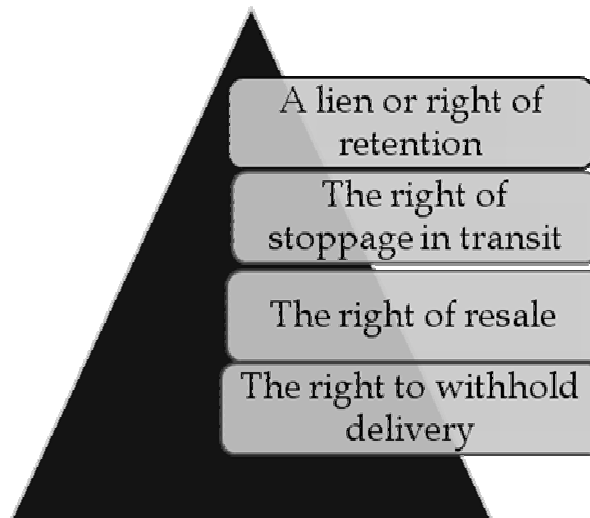 A lien or right of
retention
The right of
stoppage in transit
The right of resale
The right to withhold
delivery